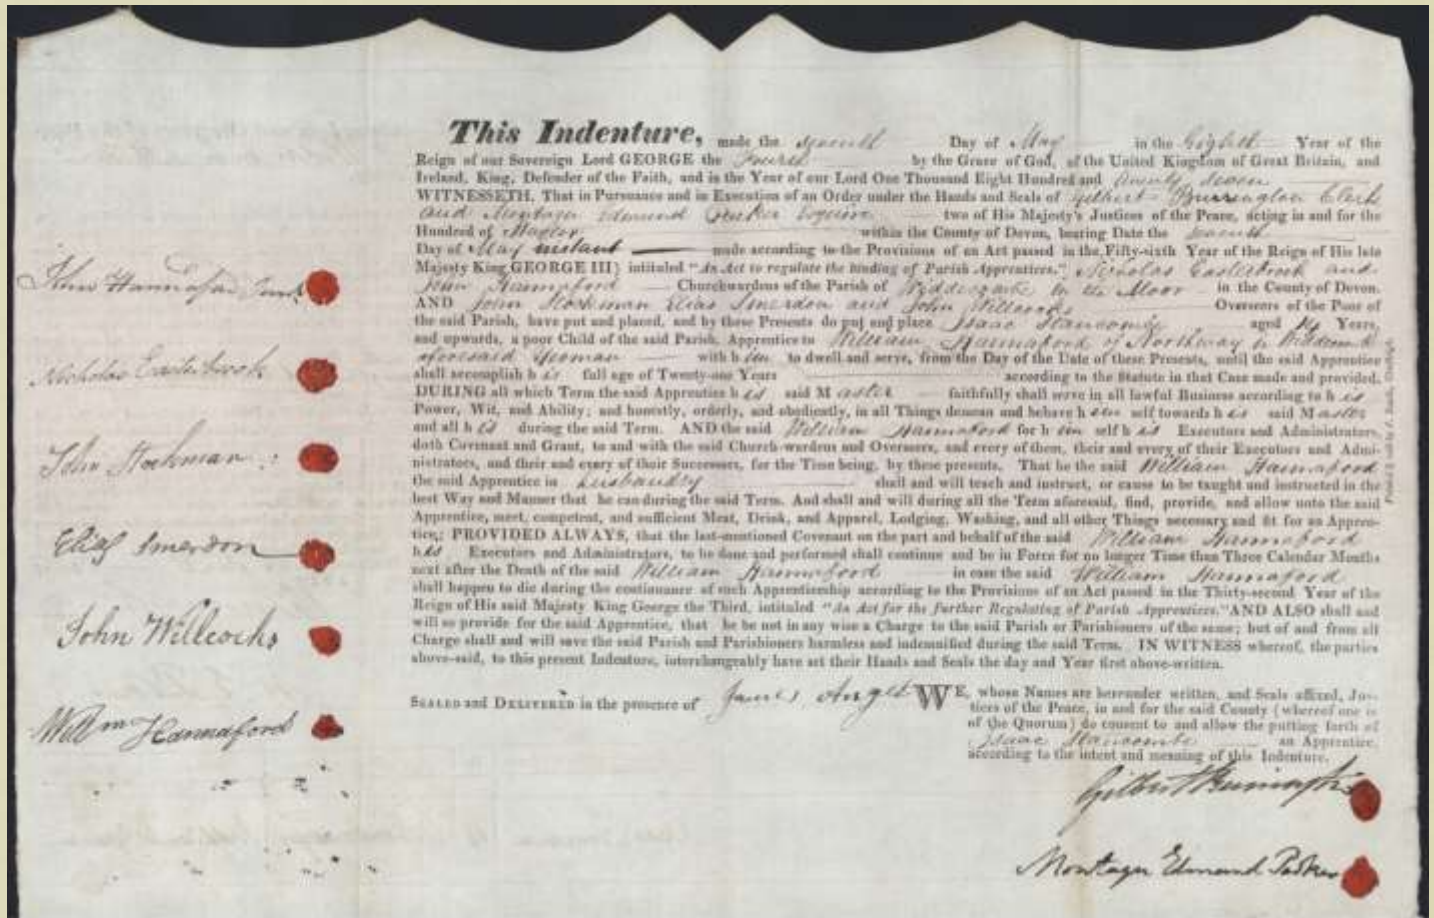 This Indenture, made the seventh Day of May in the Eighth Year of the
Reign of our Sovereign Lord GEORGE the Fourth by the Grace of God, of the United Kingdom of Great Britain, and
Ireland, King, Defender of the Faith, and in the Year of our Lord One Thousand Eight Hundred and twenty seven
WITNESSETH, That in Pursuance and in Execution of an Order under the Hands and Seals of Gilbert Burrington Clerk
and Montagu Edmund Parker Esquire two of His Majesty's Justices of the Peace, acting in and for the
Hundred of Haytor within the County of Devon, bearing Date the seventh
Day of May instant made according to the Provisions of an Act passed in the Fifty-sixth Year of the Reign of His late
Majesty King GEORGE III) intituled "An Act to regulate the binding of Parish Apprentices." Nicholas Easterbrook and
John Hannaford Churchwardens of the Parish of Widdecombe in the Moor in the County of Devon.
AND John Stockman Elias Smerdon and John Willcocks Overseers of the Poor of
the said Parish, have put and placed, and by these Presents do put and place Isaac Hancombe aged 14 Years,
and upwards, a poor Child of the said Parish, Apprentice to William Hannaford of Northway in Widdecombe
aforesaid Yeoman with him to dwell and serve, from the Day of the Date of these Presents, until the said Apprentice
shall accomplish his full age of Twenty-one Years according to the Statute in that Case made and provided.
DURING all which Term the said Apprentice his said Master faithfully shall serve in all lawful Business according to his
Power, Wit, and Ability; and honestly, orderly, and obediently, in all Things demean and behave him self towards his said Master
and all his during the said Term. AND the said William Hannaford for him self his Executors and Administrators,
doth Covenant and Grant, to and with the said Church-wardens and Overseers, and every of them, their and every of their Executors and Admi-
nistrators, and their and every of their Successors, for the Time being, by these presents, That he the said William Hannaford
the said Apprentice in husbandry shall and will teach and instruct, or cause to be taught and instructed in the
best Way and Manner that he can during the said Term. And shall and will during all the Term aforesaid, find, provide, and allow unto the said
Apprentice, meet, competent, and sufficient Meat, Drink, and Apparel, Lodging, Washing, and all other Things necessary and fit for an Appren-
tice; PROVIDED ALWAYS, that the last-mentioned Covenant on the part and behalf of the said William Hannaford
his Executors and Administrators, to be done and performed shall continue and be in Force for no longer Time than Three Calendar Months
next after the Death of the said William Hannaford in case the said William Hannaford
shall happen to die during the continuance of such Apprenticeship according to the Provisions of an Act passed in the Thirty-second Year of the
Reign of His said Majesty King George the Third, intituled "An Act for the further Regulating of Parish Apprentices." AND ALSO shall and
will so provide for the said Apprentice, that he be not in any wise a Charge to the said Parish or Parishioners of the same; but of and from all
Charge shall and will save the said Parish and Parishioners harmless and indemnified during the said Term. IN WITNESS whereof, the parties
above-said, to this present Indenture, interchangeably have set their Hands and Seals the day and Year first above-written.
SEALED and DELIVERED in the presence of James Angel
WE, whose Names are hereunder written, and Seals affixed, Jus-
tices of the Peace, in and for the said County (whereof one is
of the Quorum) do consent to and allow the putting forth of
Isaac Hancombe an Apprentice,
according to the intent and meaning of this Indenture.
Gilbert Burrington
Montagu Edmund Parker
John Hannaford Junr
Nicholas Easterbrook
John Stockman
Elias Smerdon
John Willcocks
Willm Hannaford